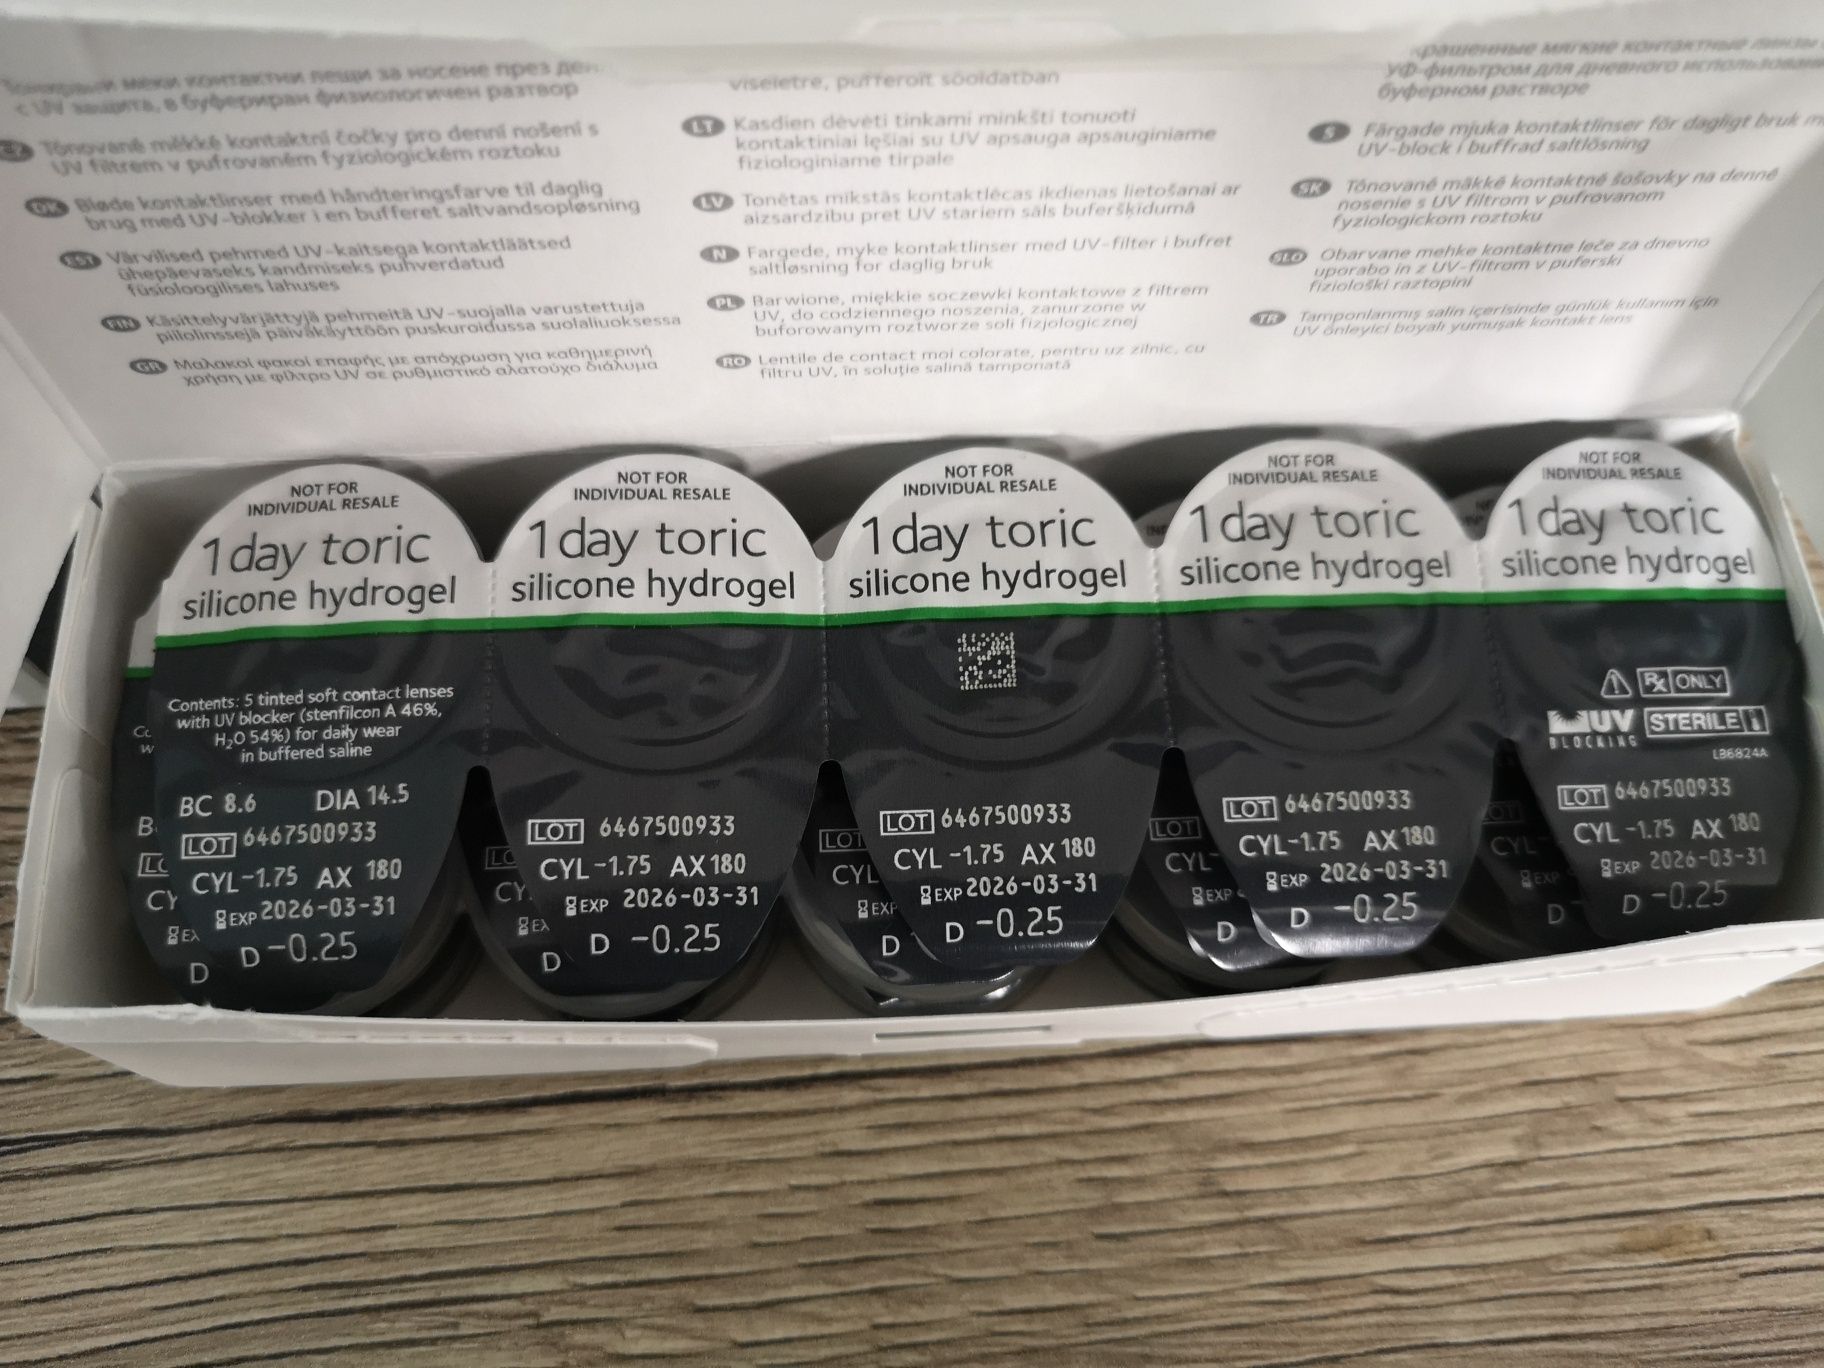 меки контактни лещи за носене през ден
с UV защита, в буфериран физиологичен разтвор
Tónované měkké kontaktní čočky pro denní nošení s
UV filtrem v pufrovaném fyziologickém roztoku
DK Bløde kontaktlinser med håndteringsfarve til daglig
brug med UV-blokker i en bufferet saltvandsopløsning
EST Värvilised pehmed UV-kaitsega kontaktläätsed
ühepäevaseks kandmiseks puhverdatud
füsioloogilises lahuses
FIN Käsittelyvärjättyjä pehmeitä UV-suojalla varustettuja
piilolinssejä päiväkäyttöön puskuroidussa suolaliuoksessa
GR Μαλακοί φακοί επαφής με απόχρωση για καθημερινή
χρήση με φίλτρο UV σε ρυθμιστικό αλατούχο διάλυμα
viseletre, pufferolt sóoldatban
LT Kasdien dėvėti tinkami minkšti tonuoti
kontaktiniai lęšiai su UV apsauga apsauginiame
fiziologiniame tirpale
LV Tonētas mīkstās kontaktlēcas ikdienas lietošanai ar
aizsardzību pret UV stariem sāls buferšķīdumā
N Fargede, myke kontaktlinser med UV-filter i bufret
saltløsning for daglig bruk
PL Barwione, miękkie soczewki kontaktowe z filtrem
UV, do codziennego noszenia, zanurzone w
buforowanym roztworze soli fizjologicznej
RO Lentile de contact moi colorate, pentru uz zilnic, cu
filtru UV, în soluţie salină tamponată
крашенные мягкие контактные линзы с
УФ-фильтром для дневного использования
буферном растворе
S Färgade mjuka kontaktlinser för dagligt bruk m
UV-block i buffrad saltlösning
SK Tónované mäkké kontaktné šošovky na denné
nosenie s UV filtrom v pufrovanom
fyziologickom roztoku
SLO Obarvane mehke kontaktne leče za dnevno
uporabo in z UV-filtrom v puferski
fiziološki raztopini
TR Tamponlanmış salin içerisinde günlük kullanım için
UV önleyici boyalı yumuşak kontakt lens
NOT FOR
INDIVIDUAL RESALE
1 day toric
silicone hydrogel
Contents: 5 tinted soft contact lenses
with UV blocker (stenfilcon A 46%,
H₂O 54%) for daily wear
in buffered saline
BC 8.6 DIA 14.5
LOT 6467500933
CYL -1.75 AX 180
EXP 2026-03-31
D -0.25
NOT FOR
INDIVIDUAL RESALE
1 day toric
silicone hydrogel
LOT 6467500933
CYL -1.75 AX 180
EXP 2026-03-31
D -0.25
NOT FOR
INDIVIDUAL RESALE
1 day toric
silicone hydrogel
LOT 6467500933
CYL -1.75 AX 180
EXP 2026-03-31
D -0.25
NOT FOR
INDIVIDUAL RESALE
1 day toric
silicone hydrogel
LOT 6467500933
CYL -1.75 AX 180
EXP 2026-03-31
D -0.25
NOT FOR
INDIVIDUAL RESALE
1 day toric
silicone hydrogel
Rx ONLY
UV BLOCKING STERILE
LB6824A
LOT 6467500933
CYL -1.75 AX 180
EXP 2026-03-31
D -0.25